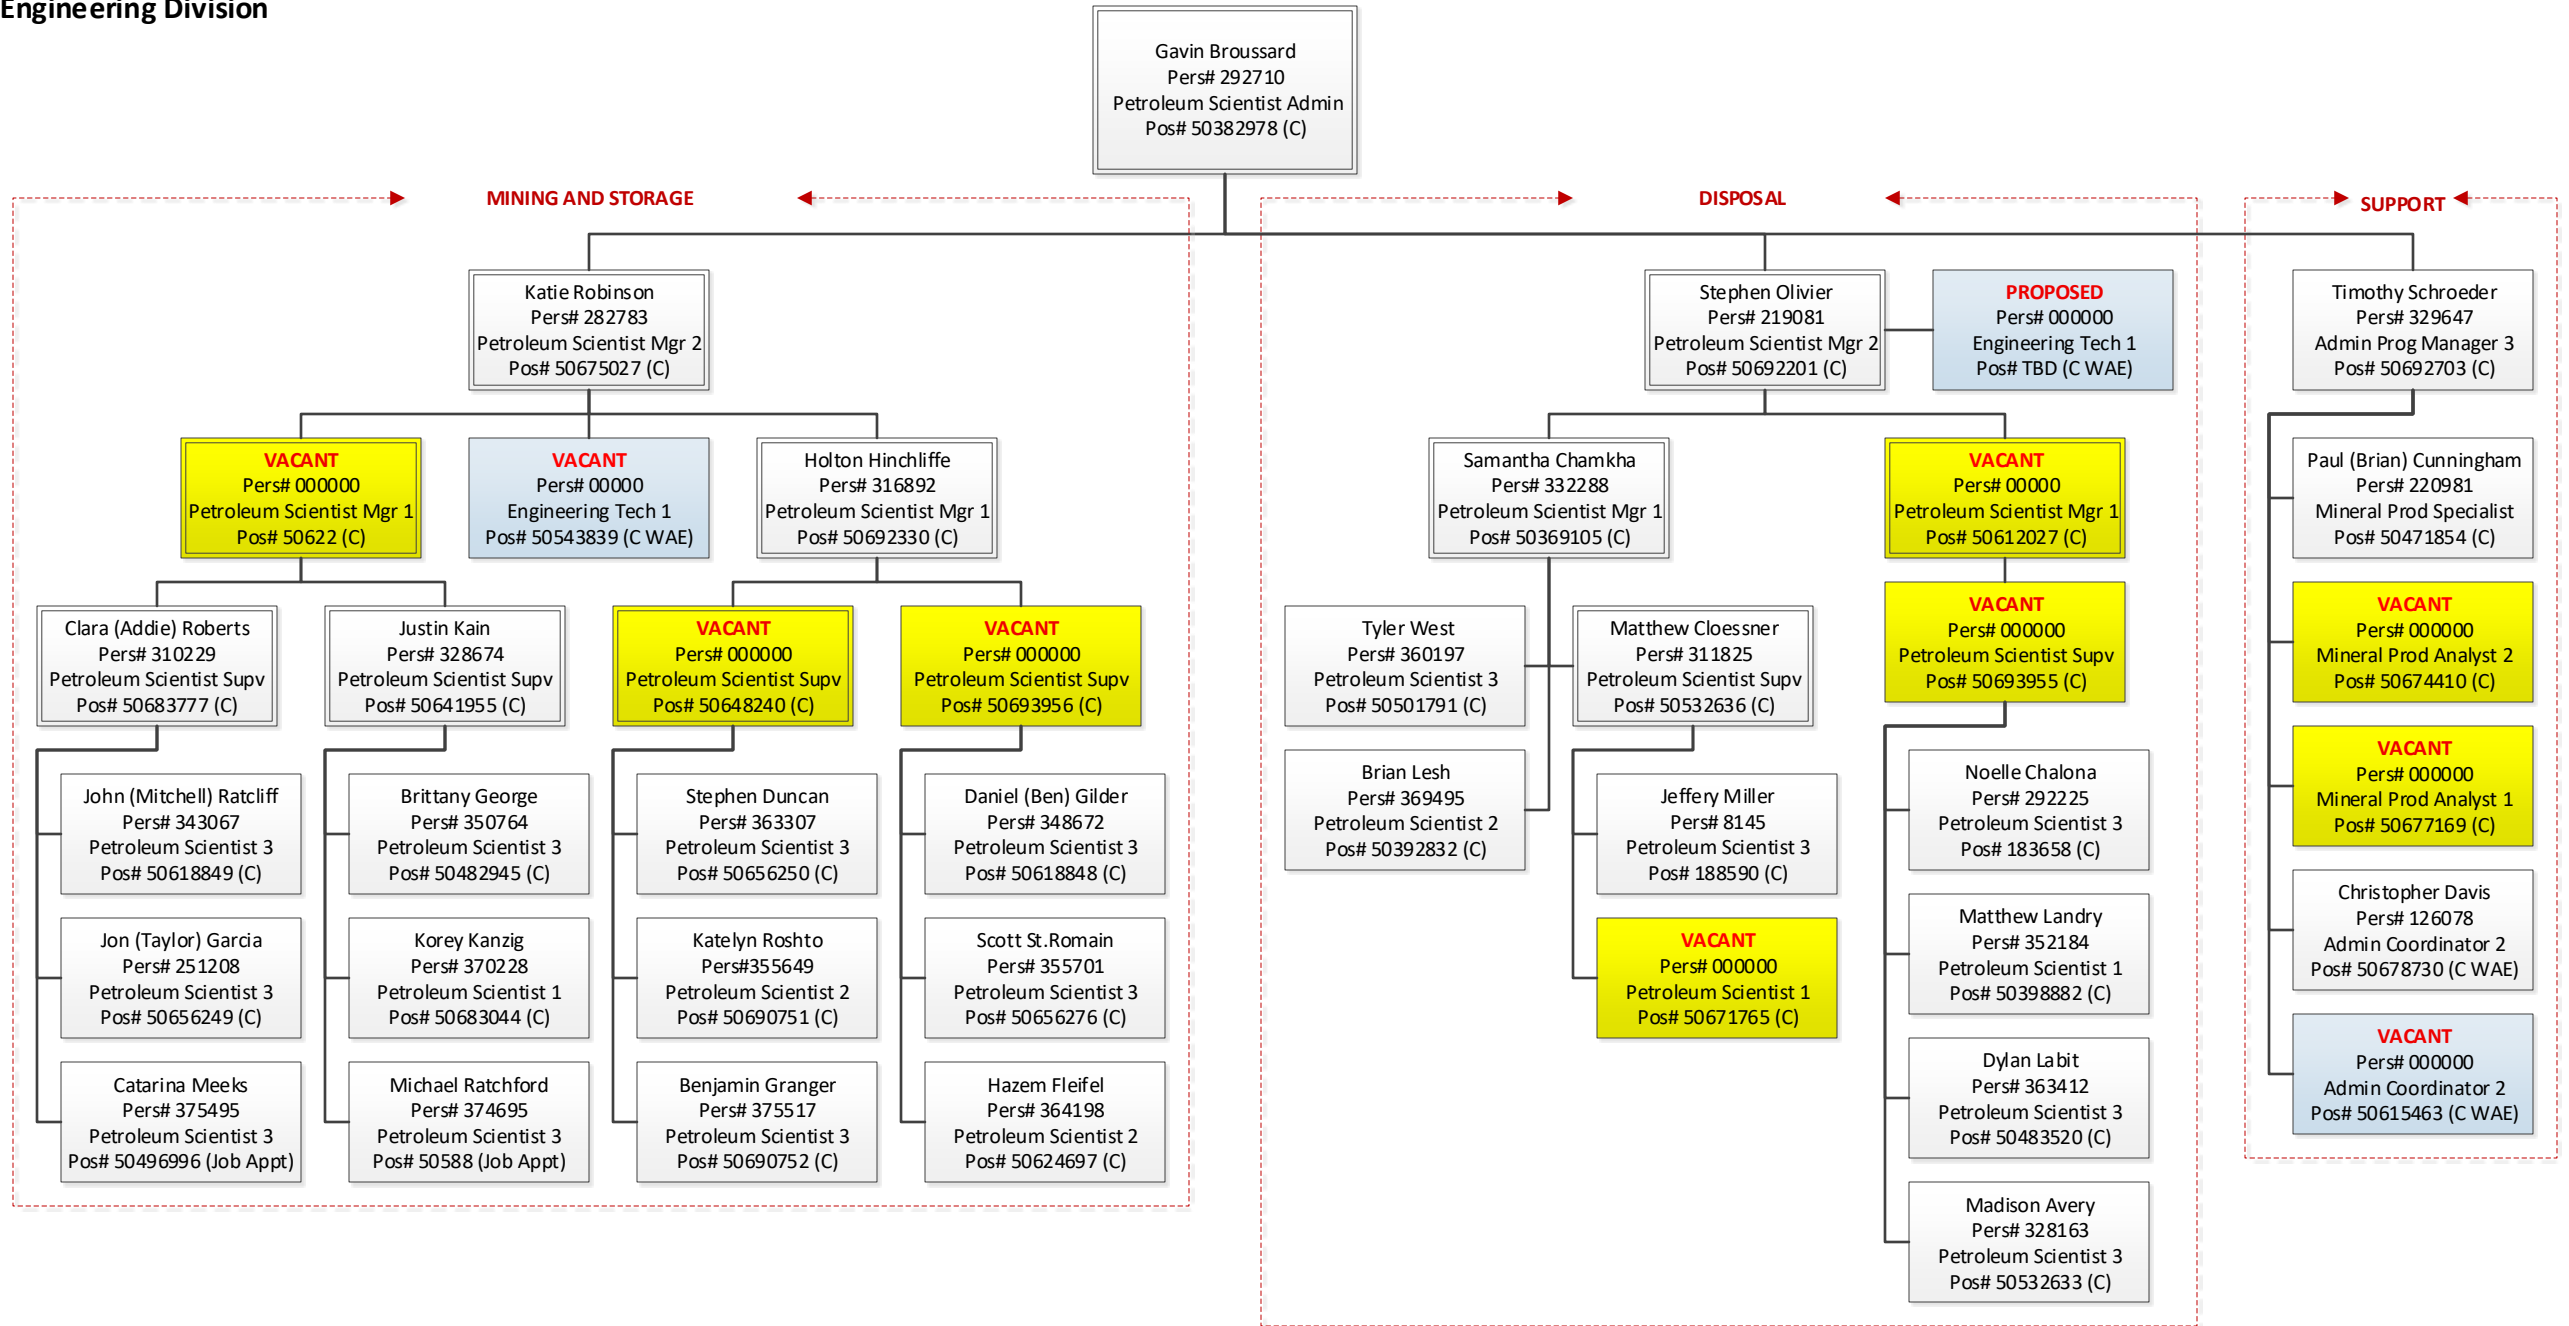 Engineering Division
Gavin Broussard
Pers# 292710
Petroleum Scientist Admin
Pos# 50382978 (C)
MINING AND STORAGE
DISPOSAL
SUPPORT
Katie Robinson
Pers# 282783
Petroleum Scientist Mgr 2
Pos# 50675027 (C)
Stephen Olivier
Pers# 219081
Petroleum Scientist Mgr 2
Pos# 50692201 (C)
PROPOSED
Pers# 000000
Engineering Tech 1
Pos# TBD (C WAE)
Timothy Schroeder
Pers# 329647
Admin Prog Manager 3
Pos# 50692703 (C)
VACANT
Pers# 000000
Petroleum Scientist Mgr 1
Pos# 50622 (C)
VACANT
Pers# 00000
Engineering Tech 1
Pos# 50543839 (C WAE)
Holton Hinchliffe
Pers# 316892
Petroleum Scientist Mgr 1
Pos# 50692330 (C)
Samantha Chamkha
Pers# 332288
Petroleum Scientist Mgr 1
Pos# 50369105 (C)
VACANT
Pers# 00000
Petroleum Scientist Mgr 1
Pos# 50612027 (C)
Paul (Brian) Cunningham
Pers# 220981
Mineral Prod Specialist
Pos# 50471854 (C)
Clara (Addie) Roberts
Pers# 310229
Petroleum Scientist Supv
Pos# 50683777 (C)
Justin Kain
Pers# 328674
Petroleum Scientist Supv
Pos# 50641955 (C)
VACANT
Pers# 000000
Petroleum Scientist Supv
Pos# 50648240 (C)
VACANT
Pers# 000000
Petroleum Scientist Supv
Pos# 50693956 (C)
Tyler West
Pers# 360197
Petroleum Scientist 3
Pos# 50501791 (C)
Matthew Cloessner
Pers# 311825
Petroleum Scientist Supv
Pos# 50532636 (C)
VACANT
Pers# 000000
Petroleum Scientist Supv
Pos# 50693955 (C)
VACANT
Pers# 000000
Mineral Prod Analyst 2
Pos# 50674410 (C)
John (Mitchell) Ratcliff
Pers# 343067
Petroleum Scientist 3
Pos# 50618849 (C)
Brittany George
Pers# 350764
Petroleum Scientist 3
Pos# 50482945 (C)
Stephen Duncan
Pers# 363307
Petroleum Scientist 3
Pos# 50656250 (C)
Daniel (Ben) Gilder
Pers# 348672
Petroleum Scientist 3
Pos# 50618848 (C)
Brian Lesh
Pers# 369495
Petroleum Scientist 2
Pos# 50392832 (C)
Jeffery Miller
Pers# 8145
Petroleum Scientist 3
Pos# 188590 (C)
Noelle Chalona
Pers# 292225
Petroleum Scientist 3
Pos# 183658 (C)
VACANT
Pers# 000000
Mineral Prod Analyst 1
Pos# 50677169 (C)
Jon (Taylor) Garcia
Pers# 251208
Petroleum Scientist 3
Pos# 50656249 (C)
Korey Kanzig
Pers# 370228
Petroleum Scientist 1
Pos# 50683044 (C)
Katelyn Roshto
Pers#355649
Petroleum Scientist 2
Pos# 50690751 (C)
Scott St.Romain
Pers# 355701
Petroleum Scientist 3
Pos# 50656276 (C)
VACANT
Pers# 000000
Petroleum Scientist 1
Pos# 50671765 (C)
Matthew Landry
Pers# 352184
Petroleum Scientist 1
Pos# 50398882 (C)
Christopher Davis
Pers# 126078
Admin Coordinator 2
Pos# 50678730 (C WAE)
Catarina Meeks
Pers# 375495
Petroleum Scientist 3
Pos# 50496996 (Job Appt)
Michael Ratchford
Pers# 374695
Petroleum Scientist 3
Pos# 50588 (Job Appt)
Benjamin Granger
Pers# 375517
Petroleum Scientist 3
Pos# 50690752 (C)
Hazem Fleifel
Pers# 364198
Petroleum Scientist 2
Pos# 50624697 (C)
Dylan Labit
Pers# 363412
Petroleum Scientist 3
Pos# 50483520 (C)
VACANT
Pers# 000000
Admin Coordinator 2
Pos# 50615463 (C WAE)
Madison Avery
Pers# 328163
Petroleum Scientist 3
Pos# 50532633 (C)